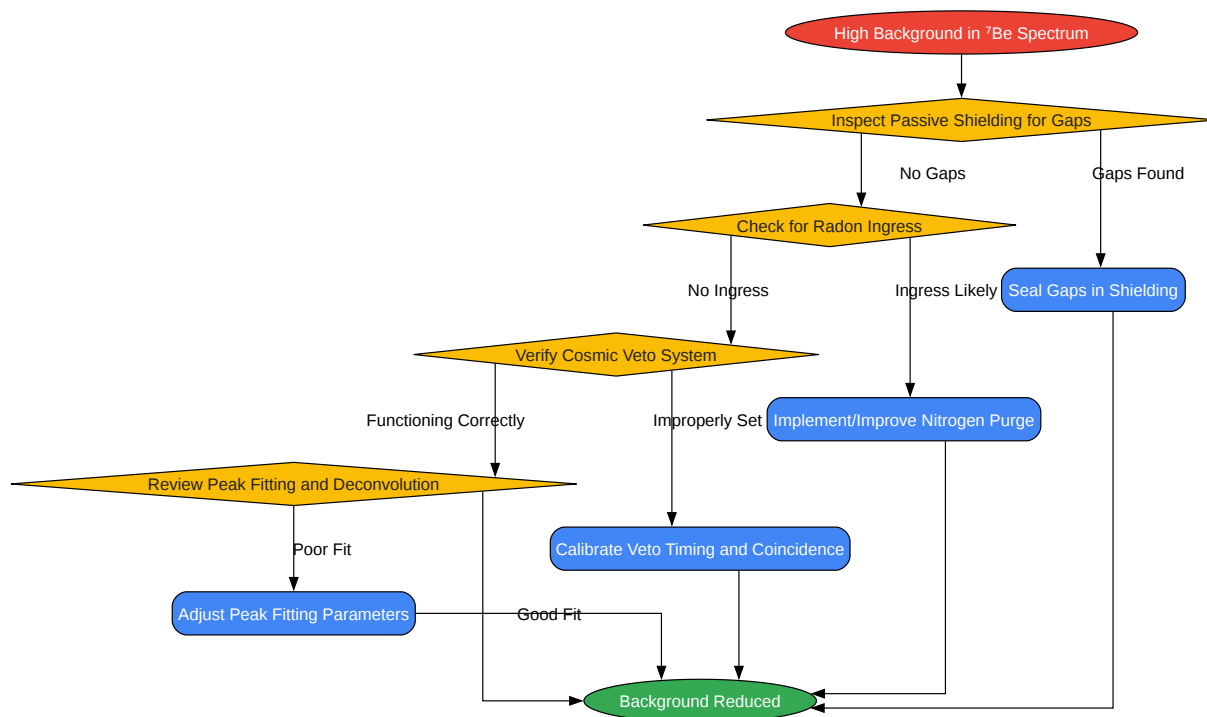 High Background in ⁷Be Spectrum
Inspect Passive Shielding for Gaps
No Gaps
Gaps Found
Check for Radon Ingress
No Ingress
Ingress Likely
Seal Gaps in Shielding
Verify Cosmic Veto System
Functioning Correctly
Improperly Set
Implement/Improve Nitrogen Purge
Review Peak Fitting and Deconvolution
Poor Fit
Calibrate Veto Timing and Coincidence
Adjust Peak Fitting Parameters
Good Fit
Background Reduced